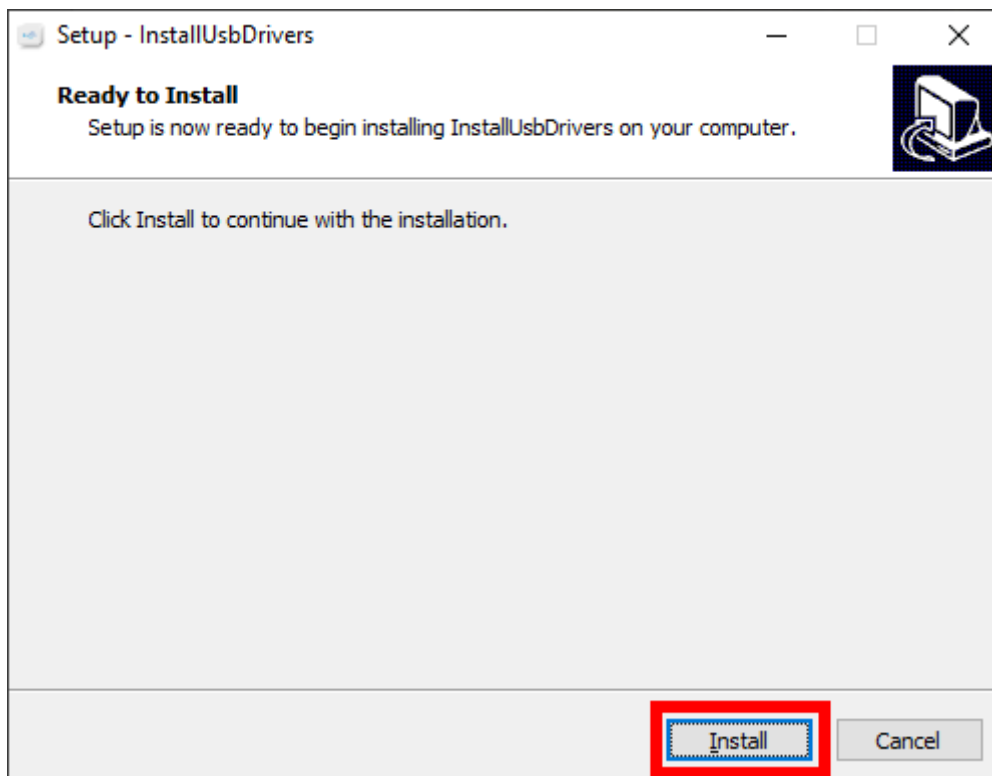 Setup - InstallUsbDrivers
Ready to Install
Setup is now ready to begin installing InstallUsbDrivers on your computer.
Click Install to continue with the installation.
Install
Cancel